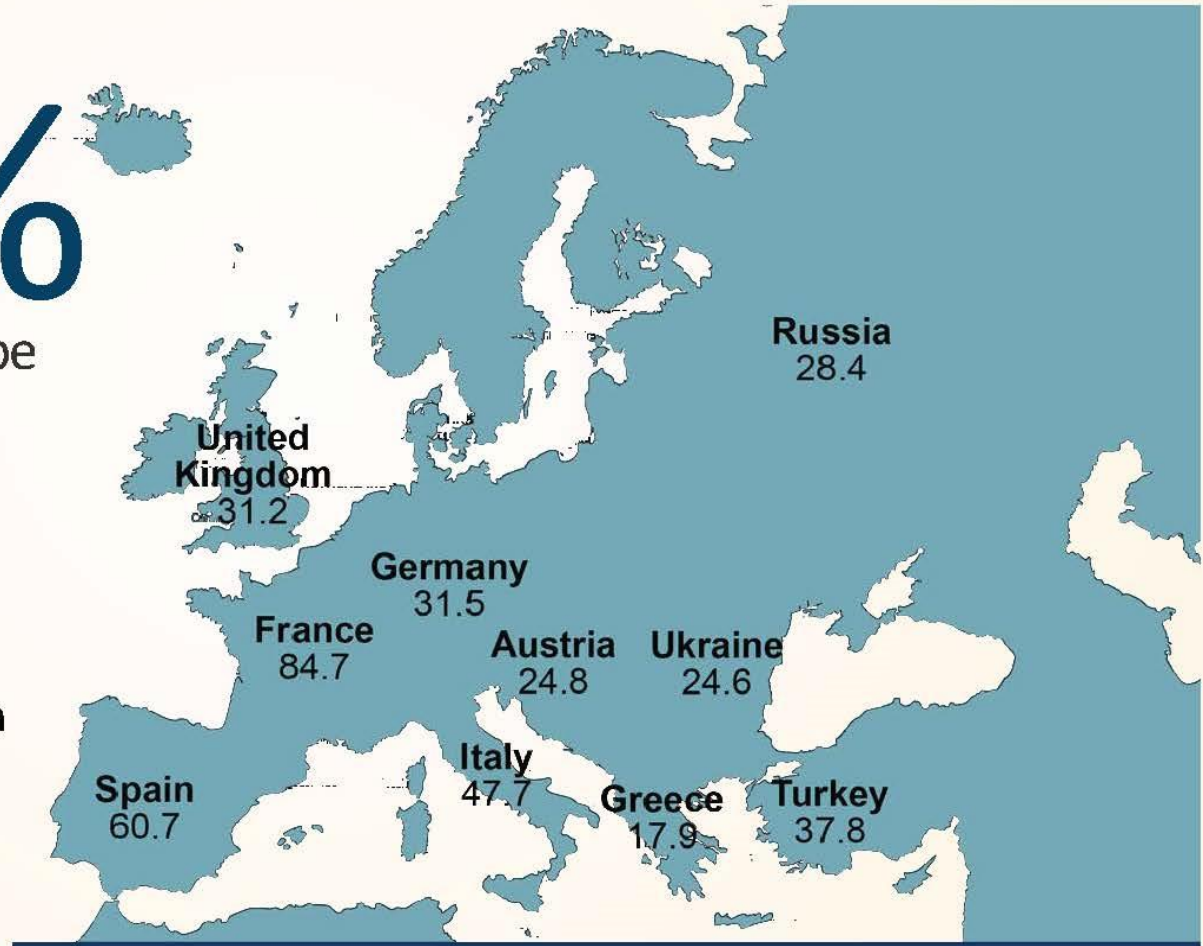 %
pe
Russia
28.4
United
Kingdom
31.2
Germany
31.5
France
84.7
Austria
24.8
Ukraine
24.6
Italy
47.7
Spain
60.7
Greece
17.9
Turkey
37.8